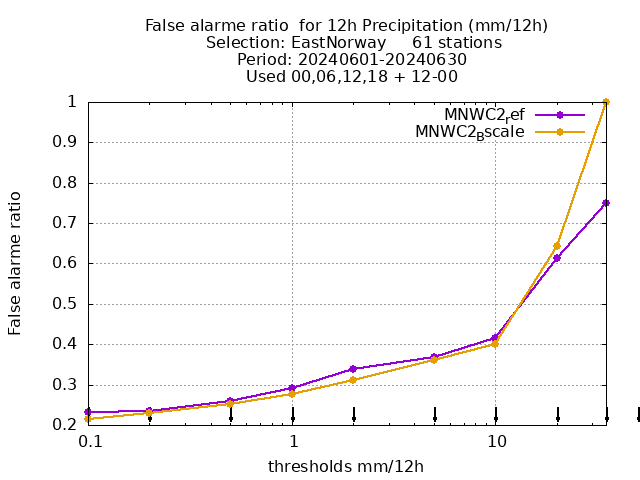 False alarme ratio  for 12h Precipitation (mm/12h)
Selection: EastNorway     61 stations
Period: 20240601-20240630
Used 00,06,12,18 + 12-00
MNWC2_ref
MNWC2_Bscale
1
0.9
0.8
0.7
0.6
0.5
0.4
0.3
0.2
False alarme ratio
0.1 1 10
thresholds mm/12h